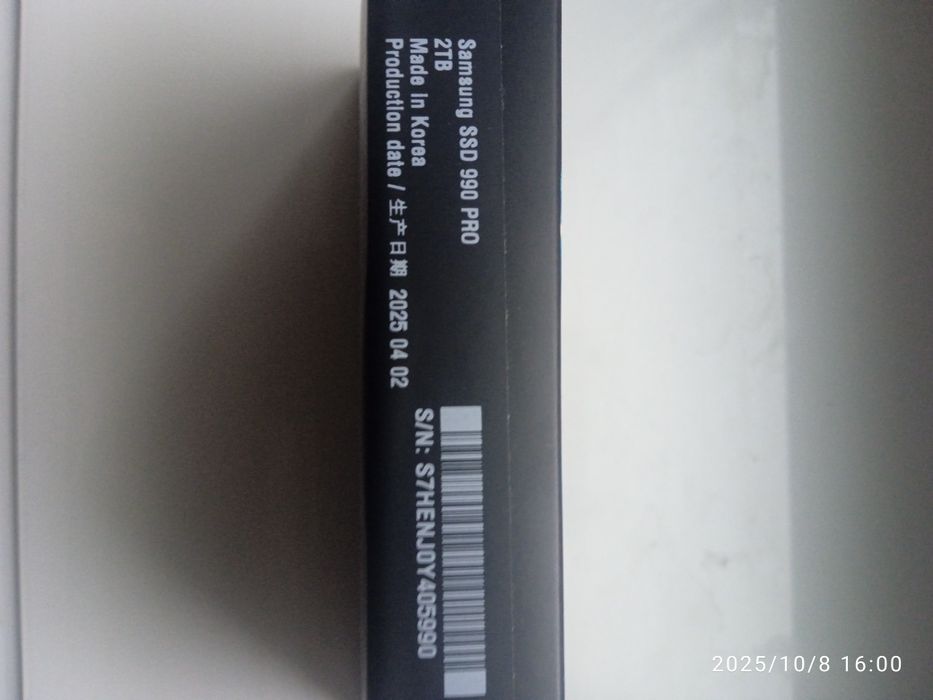 Samsung SSD 990 PRO
2TB
Made in Korea
Production date / 生产日期 2025 04 02
S/N: S7HENJ0Y405990
2025/10/8 16:00